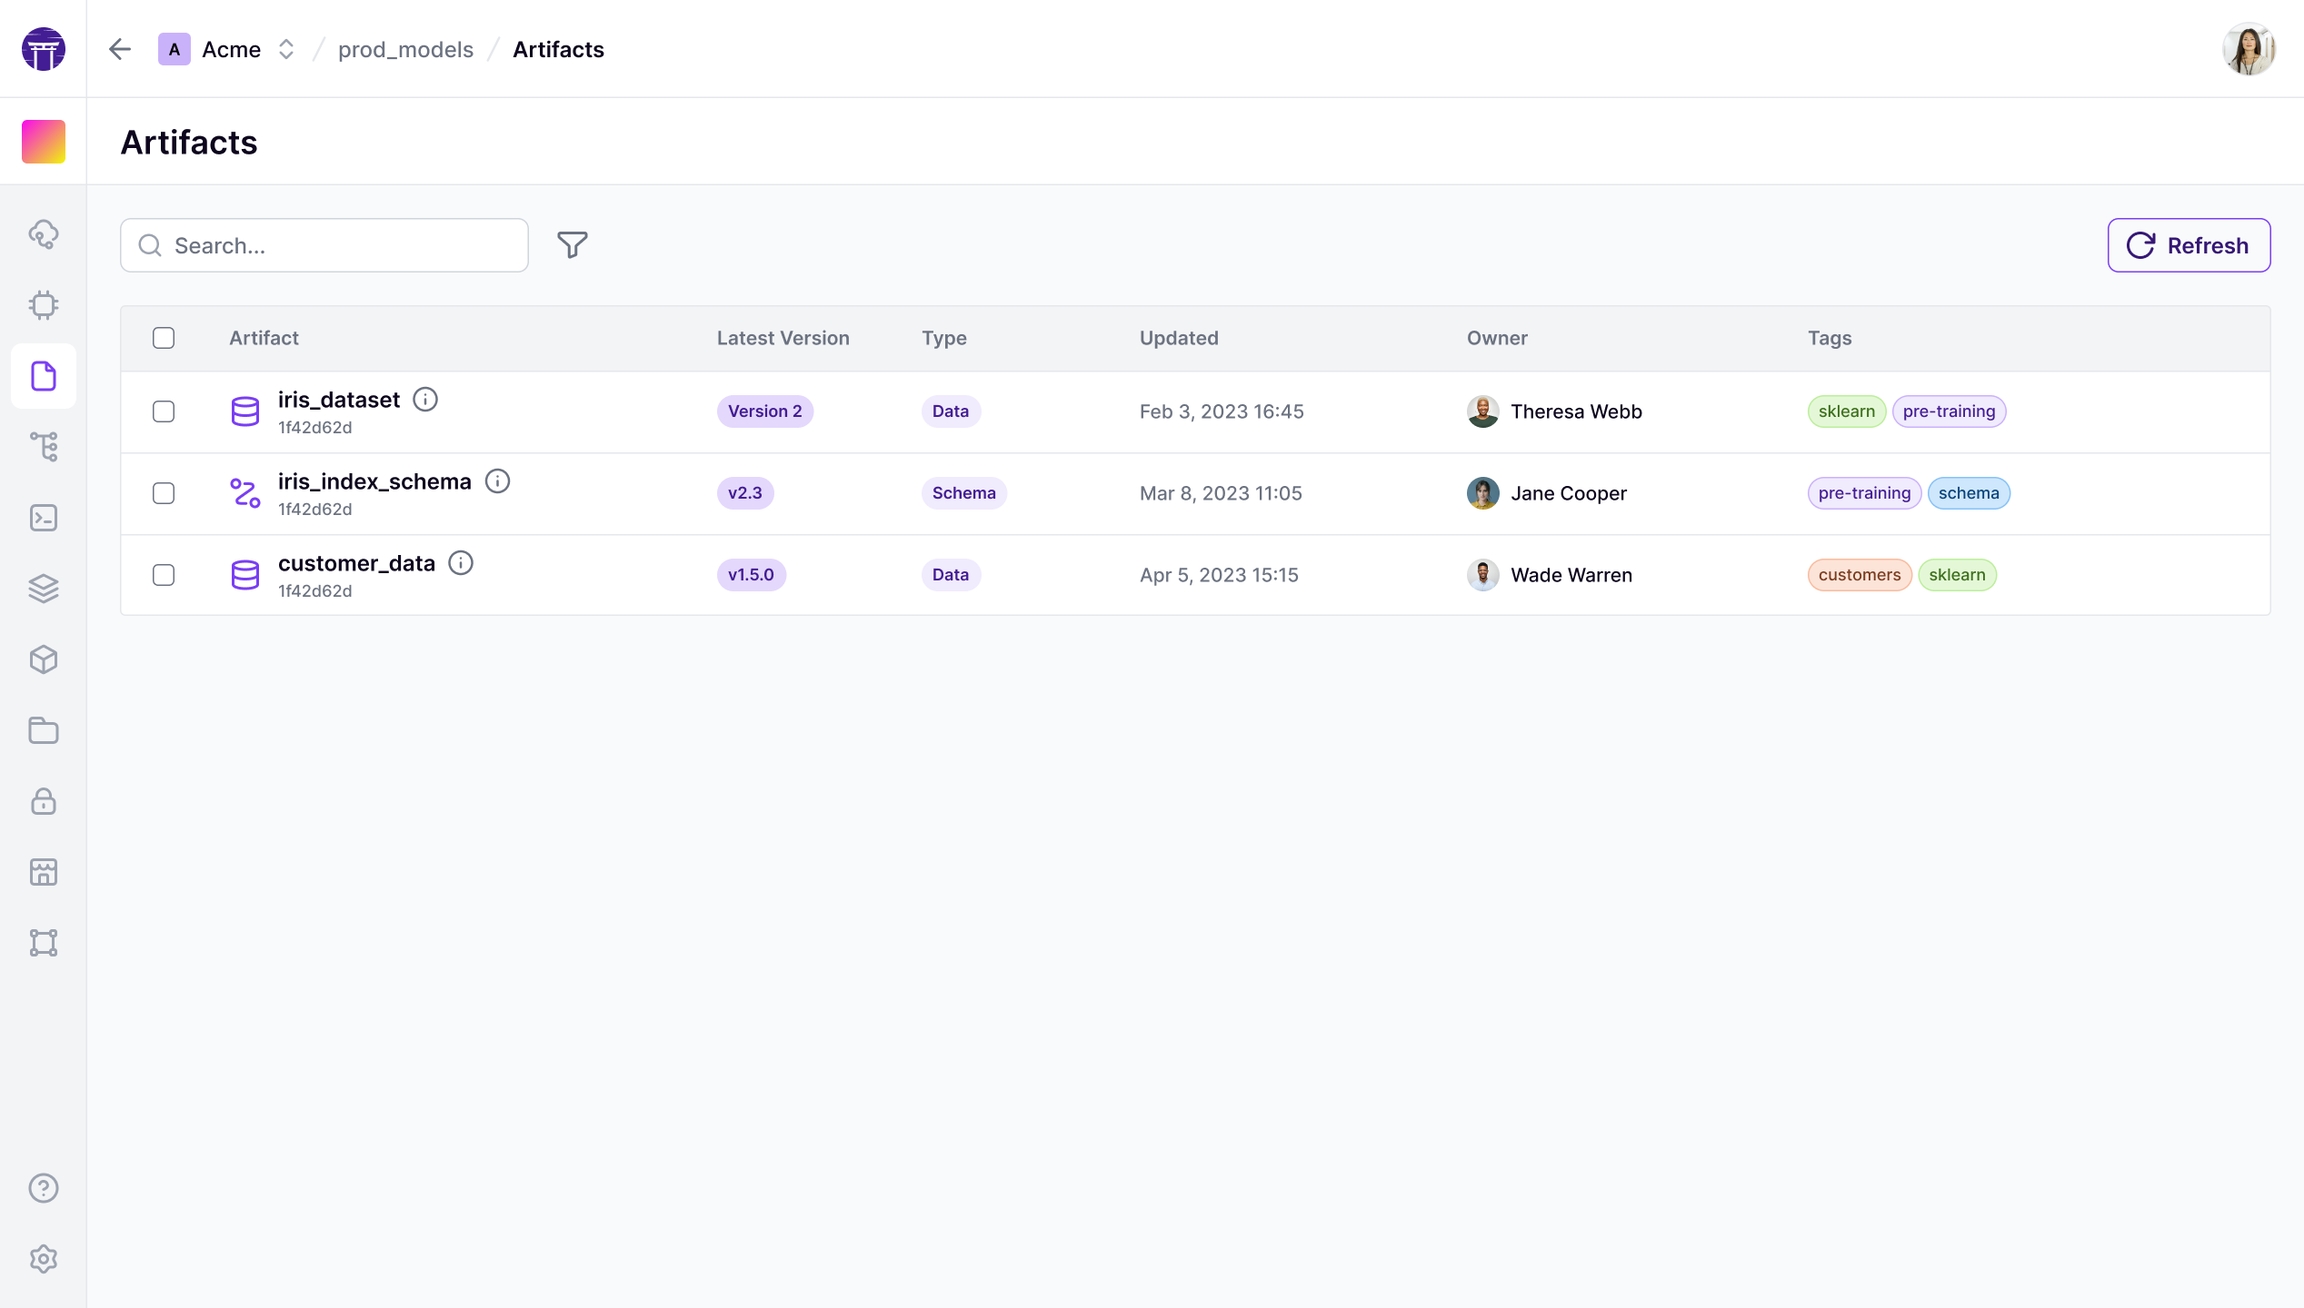 A Acme / prod_models / Artifacts
Artifacts
Search...
Refresh
Artifact Latest Version Type Updated Owner Tags
iris_dataset
1f42d62d
Version 2 Data Feb 3, 2023 16:45 Theresa Webb sklearn pre-training
iris_index_schema
1f42d62d
v2.3 Schema Mar 8, 2023 11:05 Jane Cooper pre-training schema
customer_data
1f42d62d
v1.5.0 Data Apr 5, 2023 15:15 Wade Warren customers sklearn